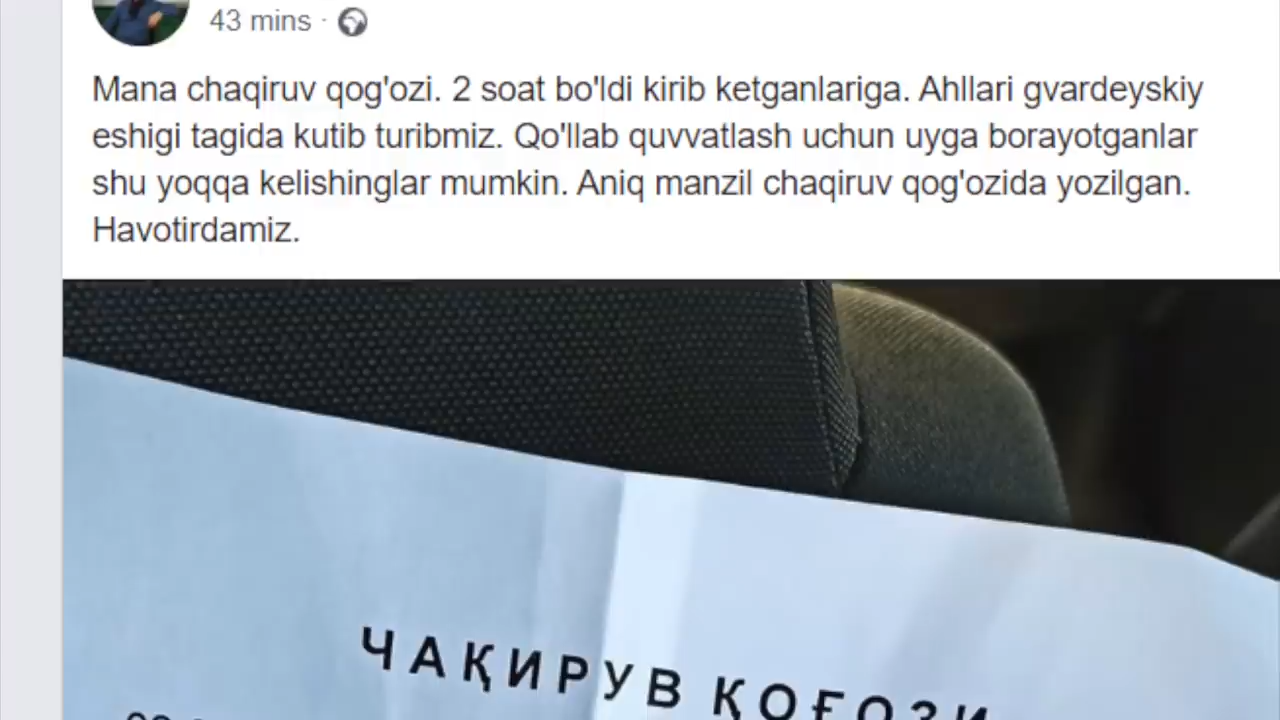 43 mins ·
Mana chaqiruv qog'ozi. 2 soat bo'ldi kirib ketganlariga. Ahllari gvardeyskiy
eshigi tagida kutib turibmiz. Qo'llab quvvatlash uchun uyga borayotganlar
shu yoqqa kelishinglar mumkin. Aniq manzil chaqiruv qog'ozida yozilgan.
Havotirdamiz.
ЧАҚИРУВ ҚОҒОЗИ